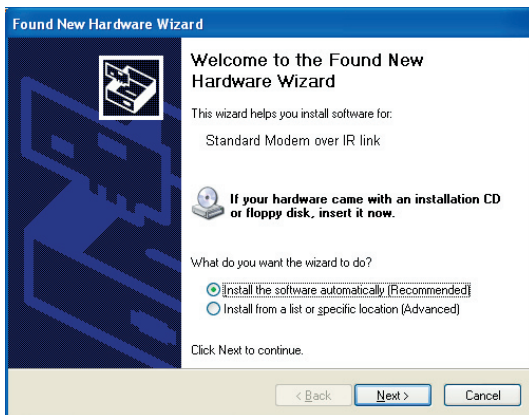 Found New Hardware Wizard
Welcome to the Found New
Hardware Wizard
This wizard helps you install software for:
Standard Modem over IR link
If your hardware came with an installation CD
or floppy disk, insert it now.
What do you want the wizard to do?
Install the software automatically (Recommended)
Install from a list or specific location (Advanced)
Click Next to continue.
< Back Next > Cancel